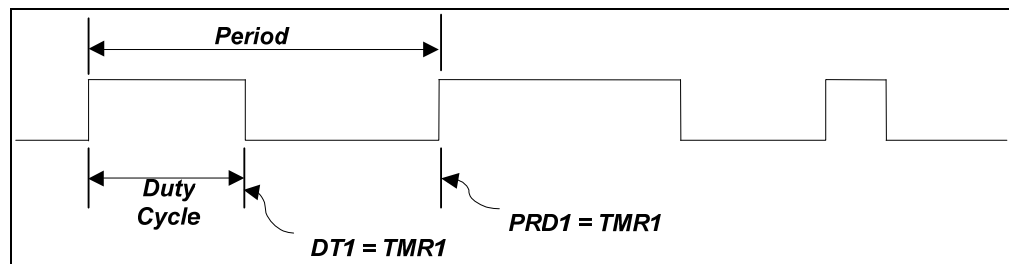 Period
Duty
Cycle
DT1 = TMR1
PRD1 = TMR1